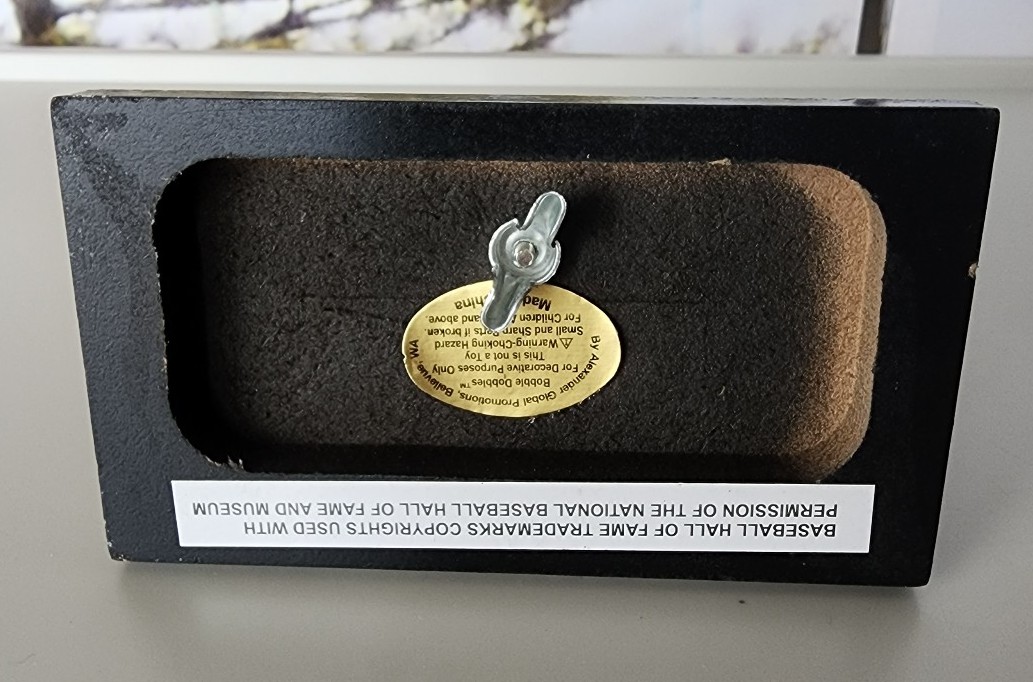 BASEBALL HALL OF FAME TRADEMARKS COPYRIGHTS USED WITH
PERMISSION OF THE NATIONAL BASEBALL HALL OF FAME AND MUSEUM
By Alexander Global Promotions, Bellevue, WA
Bobble Dobbles™
For Decorative Purposes Only
This is not a Toy
⚠ Warning-Choking Hazard
Small and Sharp Parts if broken.
For Children and above.
China